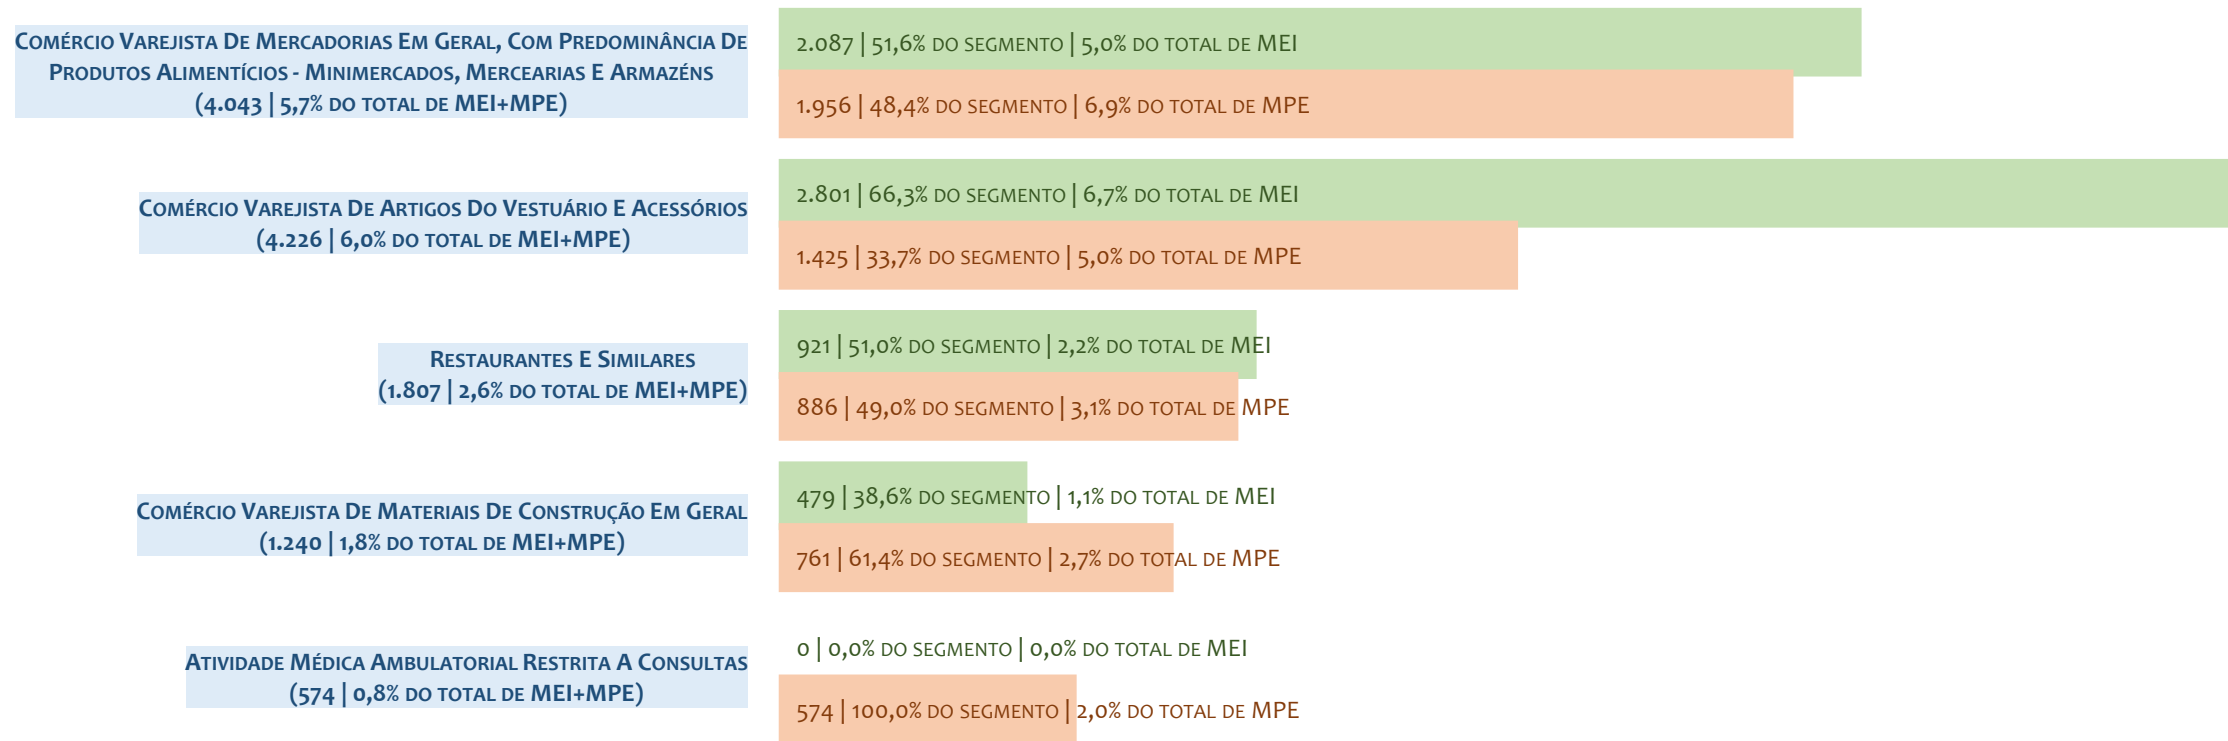 Comércio Varejista De Mercadorias Em Geral, Com Predominância De
Produtos Alimentícios - Minimercados, Mercearias E Armazéns
(4.043 | 5,7% do total de MEI+MPE)
2.087 | 51,6% do segmento | 5,0% do total de MEI
1.956 | 48,4% do segmento | 6,9% do total de MPE
Comércio Varejista De Artigos Do Vestuário E Acessórios
(4.226 | 6,0% do total de MEI+MPE)
2.801 | 66,3% do segmento | 6,7% do total de MEI
1.425 | 33,7% do segmento | 5,0% do total de MPE
Restaurantes E Similares
(1.807 | 2,6% do total de MEI+MPE)
921 | 51,0% do segmento | 2,2% do total de MEI
886 | 49,0% do segmento | 3,1% do total de MPE
Comércio Varejista De Materiais De Construção Em Geral
(1.240 | 1,8% do total de MEI+MPE)
479 | 38,6% do segmento | 1,1% do total de MEI
761 | 61,4% do segmento | 2,7% do total de MPE
Atividade Médica Ambulatorial Restrita A Consultas
(574 | 0,8% do total de MEI+MPE)
0 | 0,0% do segmento | 0,0% do total de MEI
574 | 100,0% do segmento | 2,0% do total de MPE